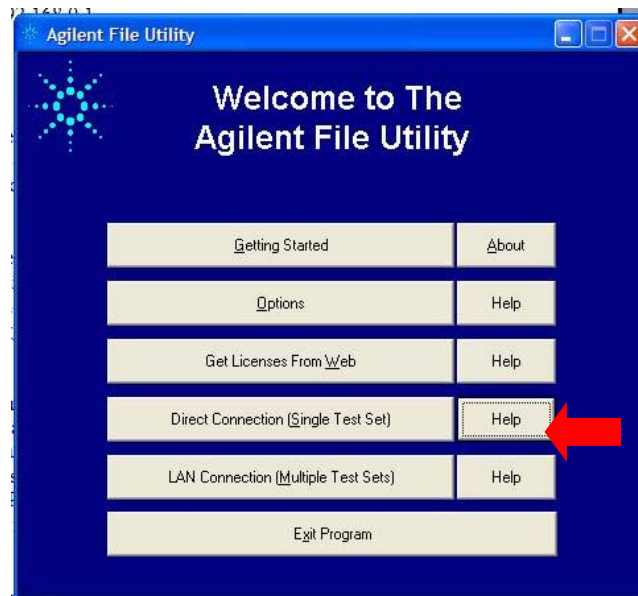 Agilent File Utility
Welcome to The
Agilent File Utility
Getting Started About
Options Help
Get Licenses From Web Help
Direct Connection (Single Test Set) Help
LAN Connection (Multiple Test Sets) Help
Exit Program